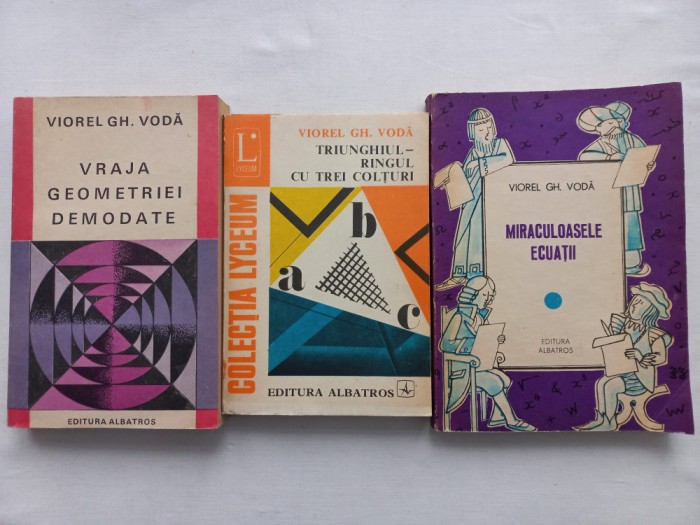 VIOREL GH. VODĂ
VRAJA
GEOMETRIEI
DEMODATE
EDITURA ALBATROS
L
LYCEUM
COLECȚIA LYCEUM
VIOREL GH. VODĂ
TRIUNGHIUL—
RINGUL
CU TREI COLȚURI
b
a
c
EDITURA ALBATROS
VIOREL GH. VODĂ
MIRACULOASELE
ECUAȚII
EDITURA
ALBATROS